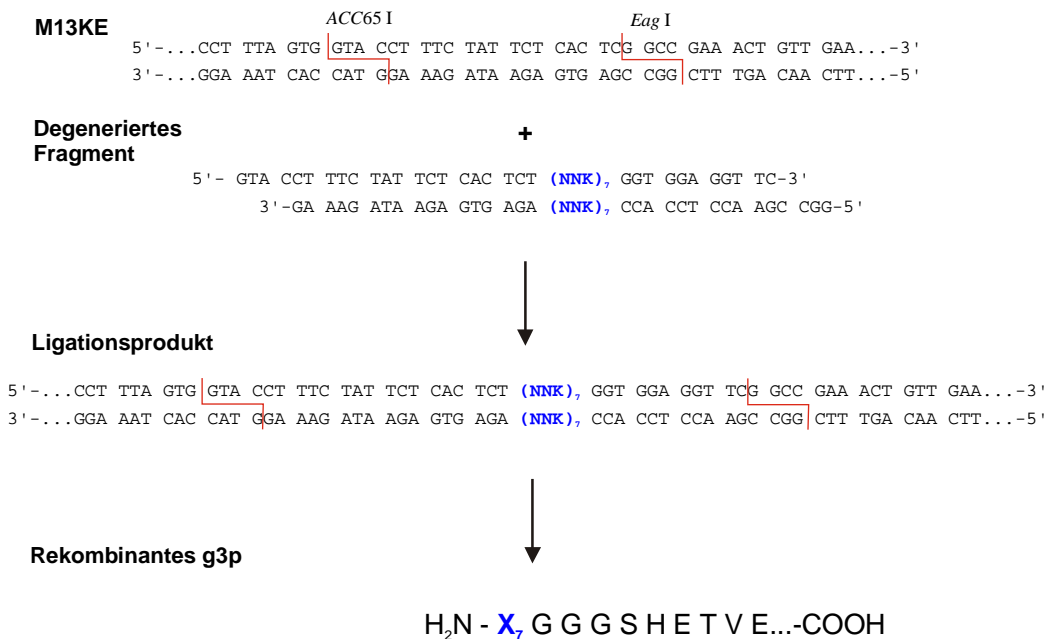 ACC65 I Eag I
M13KE
5'-...CCT TTA GTG GTA CCT TTC TAT TCT CAC TCG GCC GAA ACT GTT GAA...-3'
3'-...GGA AAT CAC CAT GGA AAG ATA AGA GTG AGC CGG CTT TGA CAA CTT...-5'
Degeneriertes
Fragment
+
5'- GTA CCT TTC TAT TCT CAC TCT (NNK)₇ GGT GGA GGT TC-3'
3'-GA AAG ATA AGA GTG AGA (NNK)₇ CCA CCT CCA AGC CGG-5'
Ligationsprodukt
5'-...CCT TTA GTG GTA CCT TTC TAT TCT CAC TCT (NNK)₇ GGT GGA GGT TCG GCC GAA ACT GTT GAA...-3'
3'-...GGA AAT CAC CAT GGA AAG ATA AGA GTG AGA (NNK)₇ CCA CCT CCA AGC CGG CTT TGA CAA CTT...-5'
Rekombinantes g3p
H₂N - X₇ G G G S H E T V E...-COOH